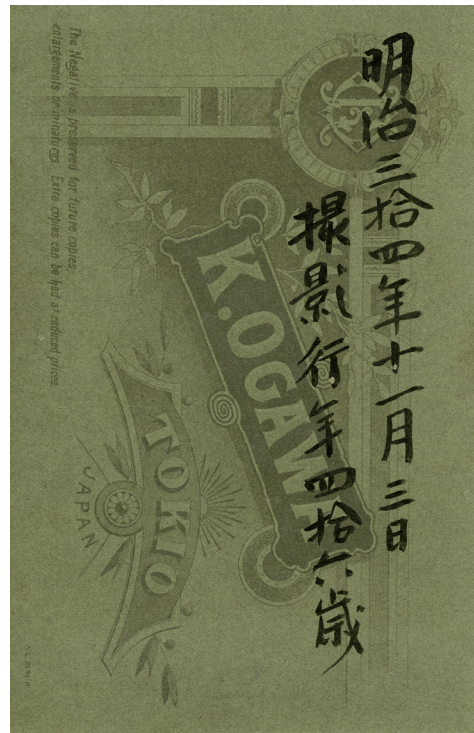 明治三拾四年十一月三日
撮影行年四拾六歳
K. OGAWA
TOKIO
JAPAN
The Negative is preserved for future copies
enlargements or minatures Extra copies can be had at reduced prices.